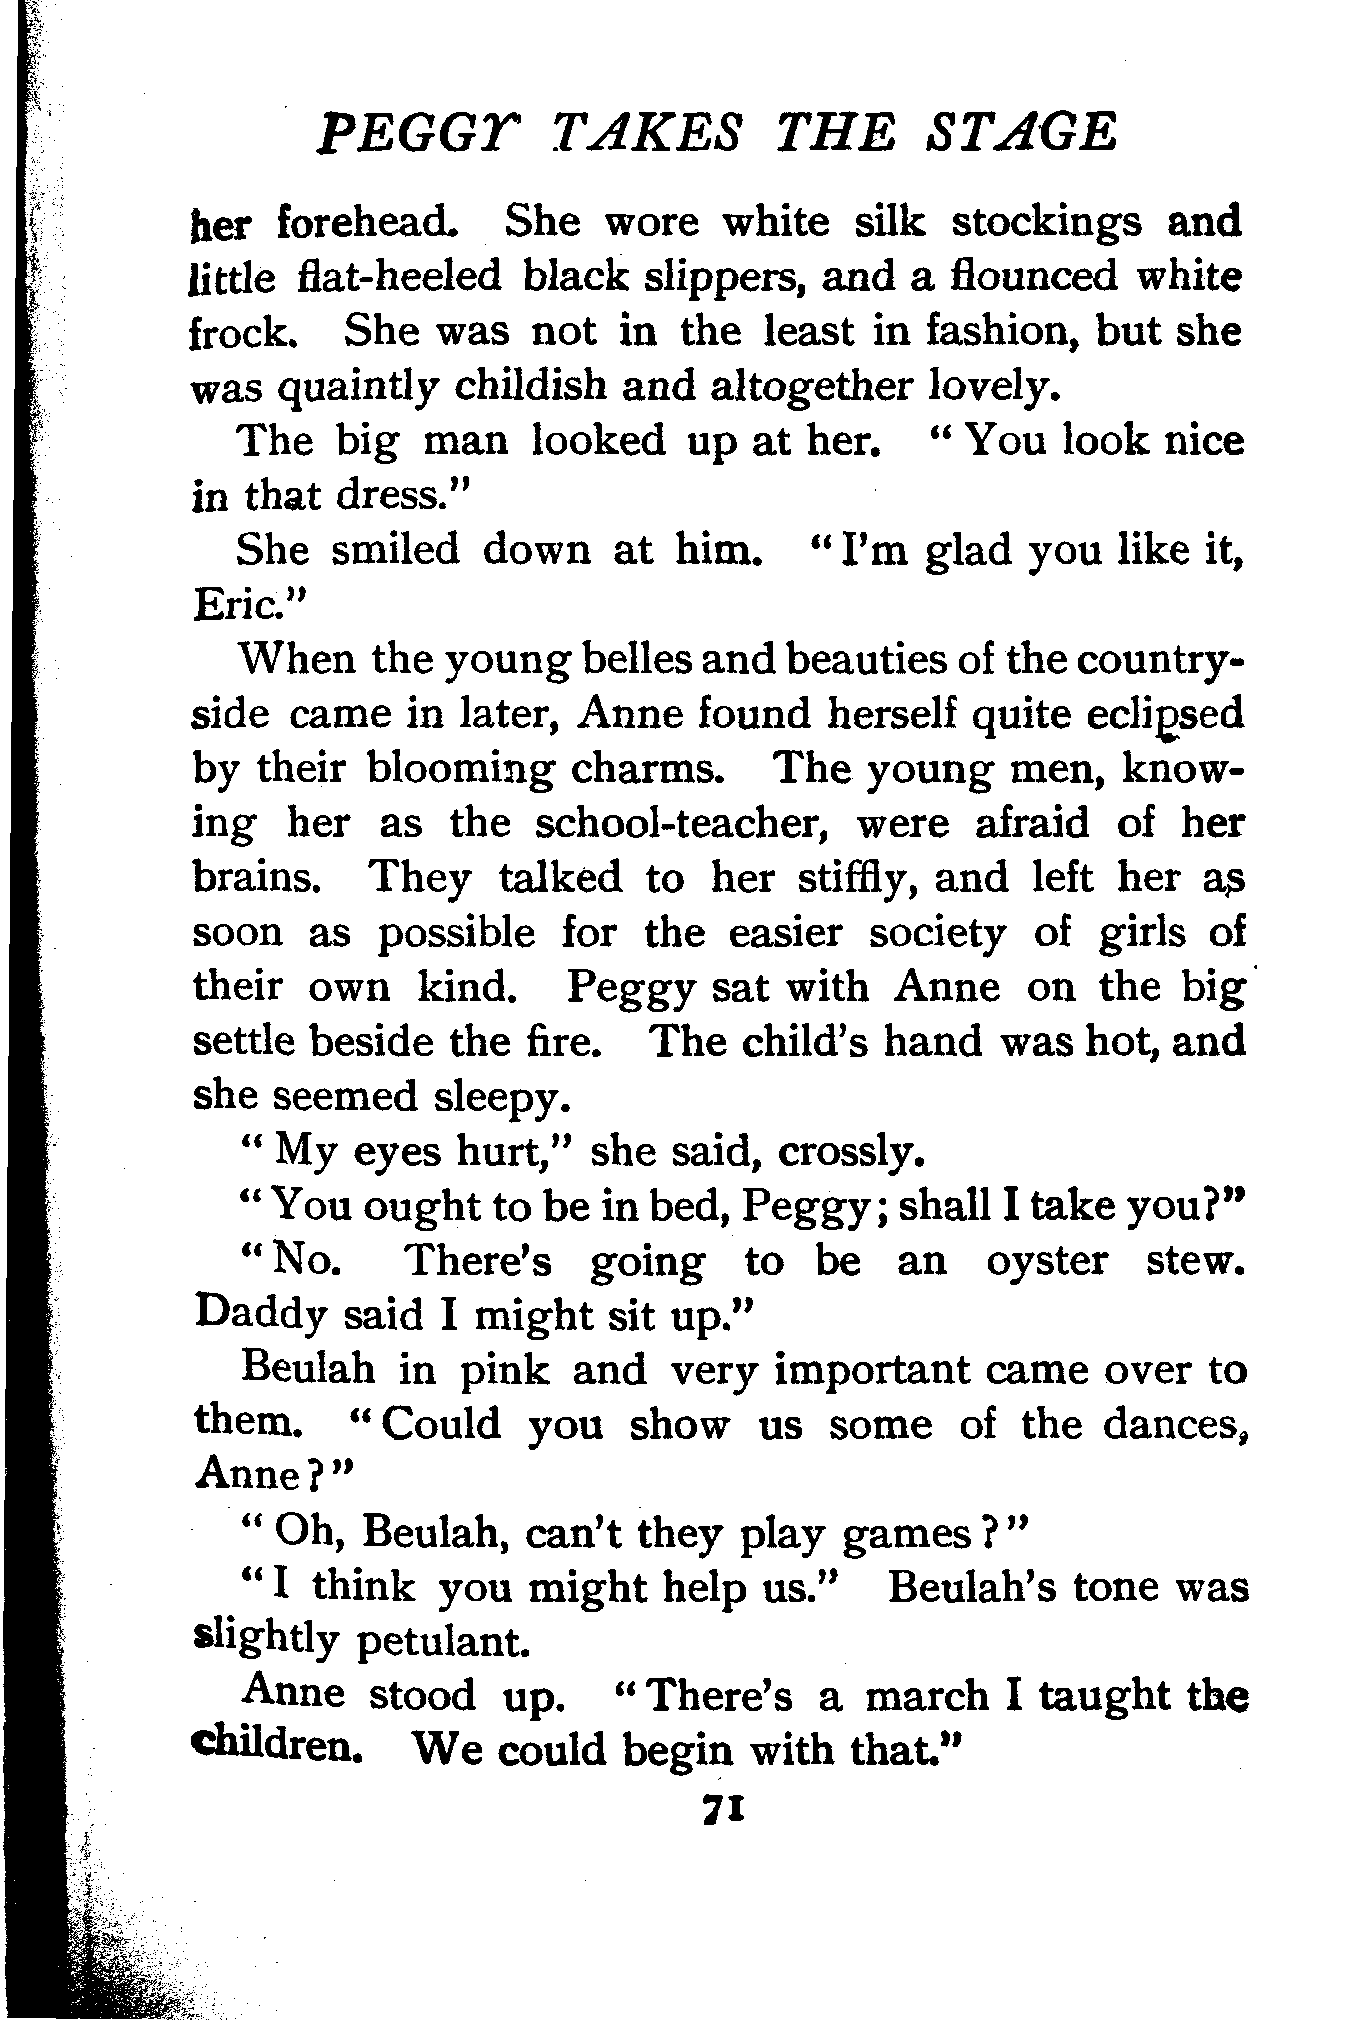 PEGGY TAKES THE STAGE
her forehead. She wore white silk stockings and
little flat-heeled black slippers, and a flounced white
frock. She was not in the least in fashion, but she
was quaintly childish and altogether lovely.
The big man looked up at her. “ You look nice
in that dress.”
She smiled down at him. “ I’m glad you like it,
Eric.”
When the young belles and beauties of the country-
side came in later, Anne found herself quite eclipsed
by their blooming charms. The young men, know-
ing her as the school-teacher, were afraid of her
brains. They talked to her stiffly, and left her as
soon as possible for the easier society of girls of
their own kind. Peggy sat with Anne on the big
settle beside the fire. The child’s hand was hot, and
she seemed sleepy.
“ My eyes hurt,” she said, crossly.
“ You ought to be in bed, Peggy; shall I take you?”
“ No. There’s going to be an oyster stew.
Daddy said I might sit up.”
Beulah in pink and very important came over to
them. “ Could you show us some of the dances,
Anne ? ”
“ Oh, Beulah, can’t they play games ? ”
“ I think you might help us.” Beulah’s tone was
slightly petulant.
Anne stood up. “ There’s a march I taught the
children. We could begin with that.”
71